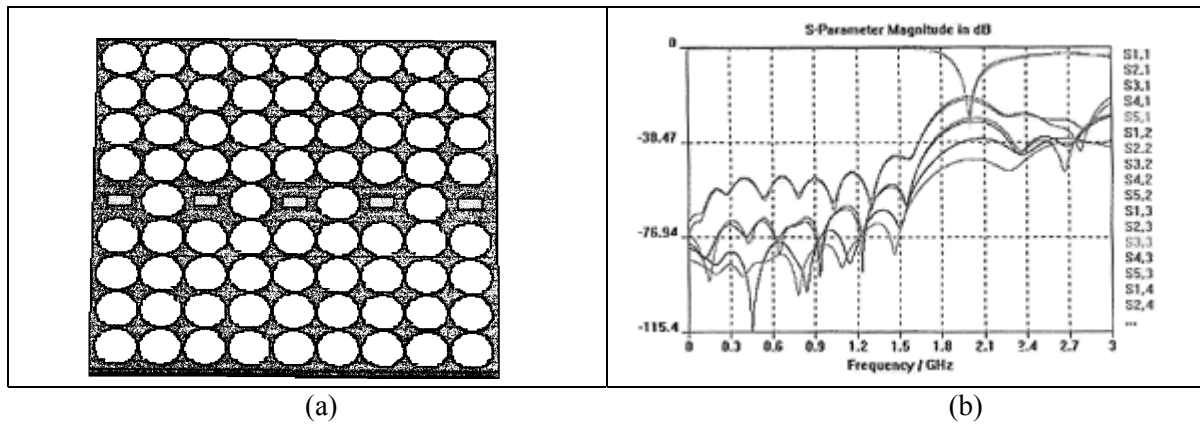 S-Parameter Magnitude in dB
0
-38.47
-76.94
-115.4
0 0.3 0.6 0.9 1.2 1.5 1.8 2.1 2.4 2.7 3
Frequency / GHz
S1,1
S2,1
S3,1
S4,1
S5,1
S1,2
S2,2
S3,2
S4,2
S5,2
S1,3
S2,3
S3,3
S4,3
S5,3
S1,4
S2,4
...
(a)
(b)